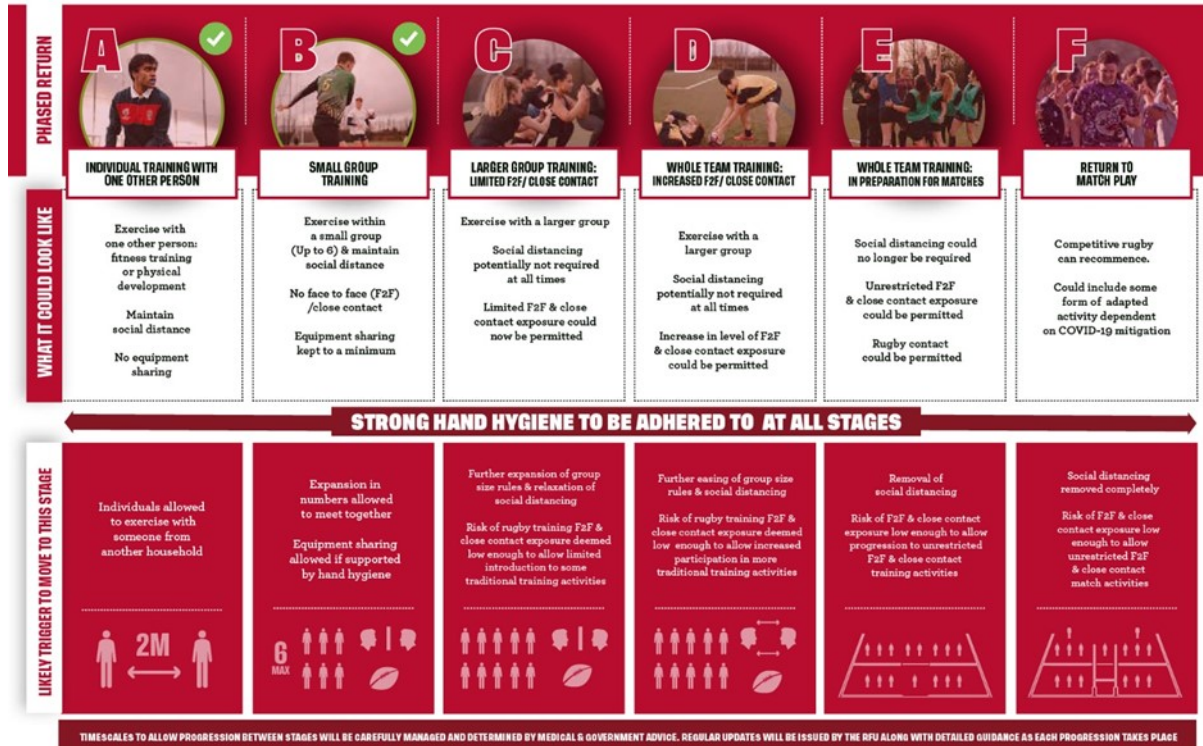 PHASED RETURN
A
B
C
D
E
F
INDIVIDUAL TRAINING WITH
ONE OTHER PERSON
SMALL GROUP
TRAINING
LARGER GROUP TRAINING:
LIMITED F2F/ CLOSE CONTACT
WHOLE TEAM TRAINING:
INCREASED F2F/ CLOSE CONTACT
WHOLE TEAM TRAINING:
IN PREPARATION FOR MATCHES
RETURN TO
MATCH PLAY
WHAT IT COULD LOOK LIKE
Exercise with
one other person:
fitness training
or physical
development
Maintain
social distance
No equipment
sharing
Exercise within
a small group
(Up to 6) & maintain
social distance
No face to face (F2F)
/close contact
Equipment sharing
kept to a minimum
Exercise with a larger group
Social distancing
potentially not required
at all times
Limited F2F & close
contact exposure could
now be permitted
Exercise with a
larger group
Social distancing
potentially not required
at all times
Increase in level of F2F
& close contact exposure
could be permitted
Social distancing could
no longer be required
Unrestricted F2F
& close contact exposure
could be permitted
Rugby contact
could be permitted
Competitive rugby
can recommence.
Could include some
form of adapted
activity dependent
on COVID-19 mitigation
STRONG HAND HYGIENE TO BE ADHERED TO AT ALL STAGES
LIKELY TRIGGER TO MOVE TO THIS STAGE
Individuals allowed
to exercise with
someone from
another household
2M
Expansion in
numbers allowed
to meet together
Equipment sharing
allowed if supported
by hand hygiene
6
MAX
Further expansion of group
size rules & relaxation of
social distancing
Risk of rugby training F2F &
close contact exposure deemed
low enough to allow limited
introduction to some
traditional training activities
Further easing of group size
rules & social distancing
Risk of rugby training F2F &
close contact exposure deemed
low enough to allow increased
participation in more
traditional training activities
Removal of
social distancing
Risk of F2F & close contact
exposure low enough to allow
progression to unrestricted
F2F & close contact
training activities
Social distancing
removed completely
Risk of F2F & close
contact exposure low
enough to allow
unrestricted F2F
& close contact
match activities
TIMESCALES TO ALLOW PROGRESSION BETWEEN STAGES WILL BE CAREFULLY MANAGED AND DETERMINED BY MEDICAL & GOVERNMENT ADVICE. REGULAR UPDATES WILL BE ISSUED BY THE RFU ALONG WITH DETAILED GUIDANCE AS EACH PROGRESSION TAKES PLACE